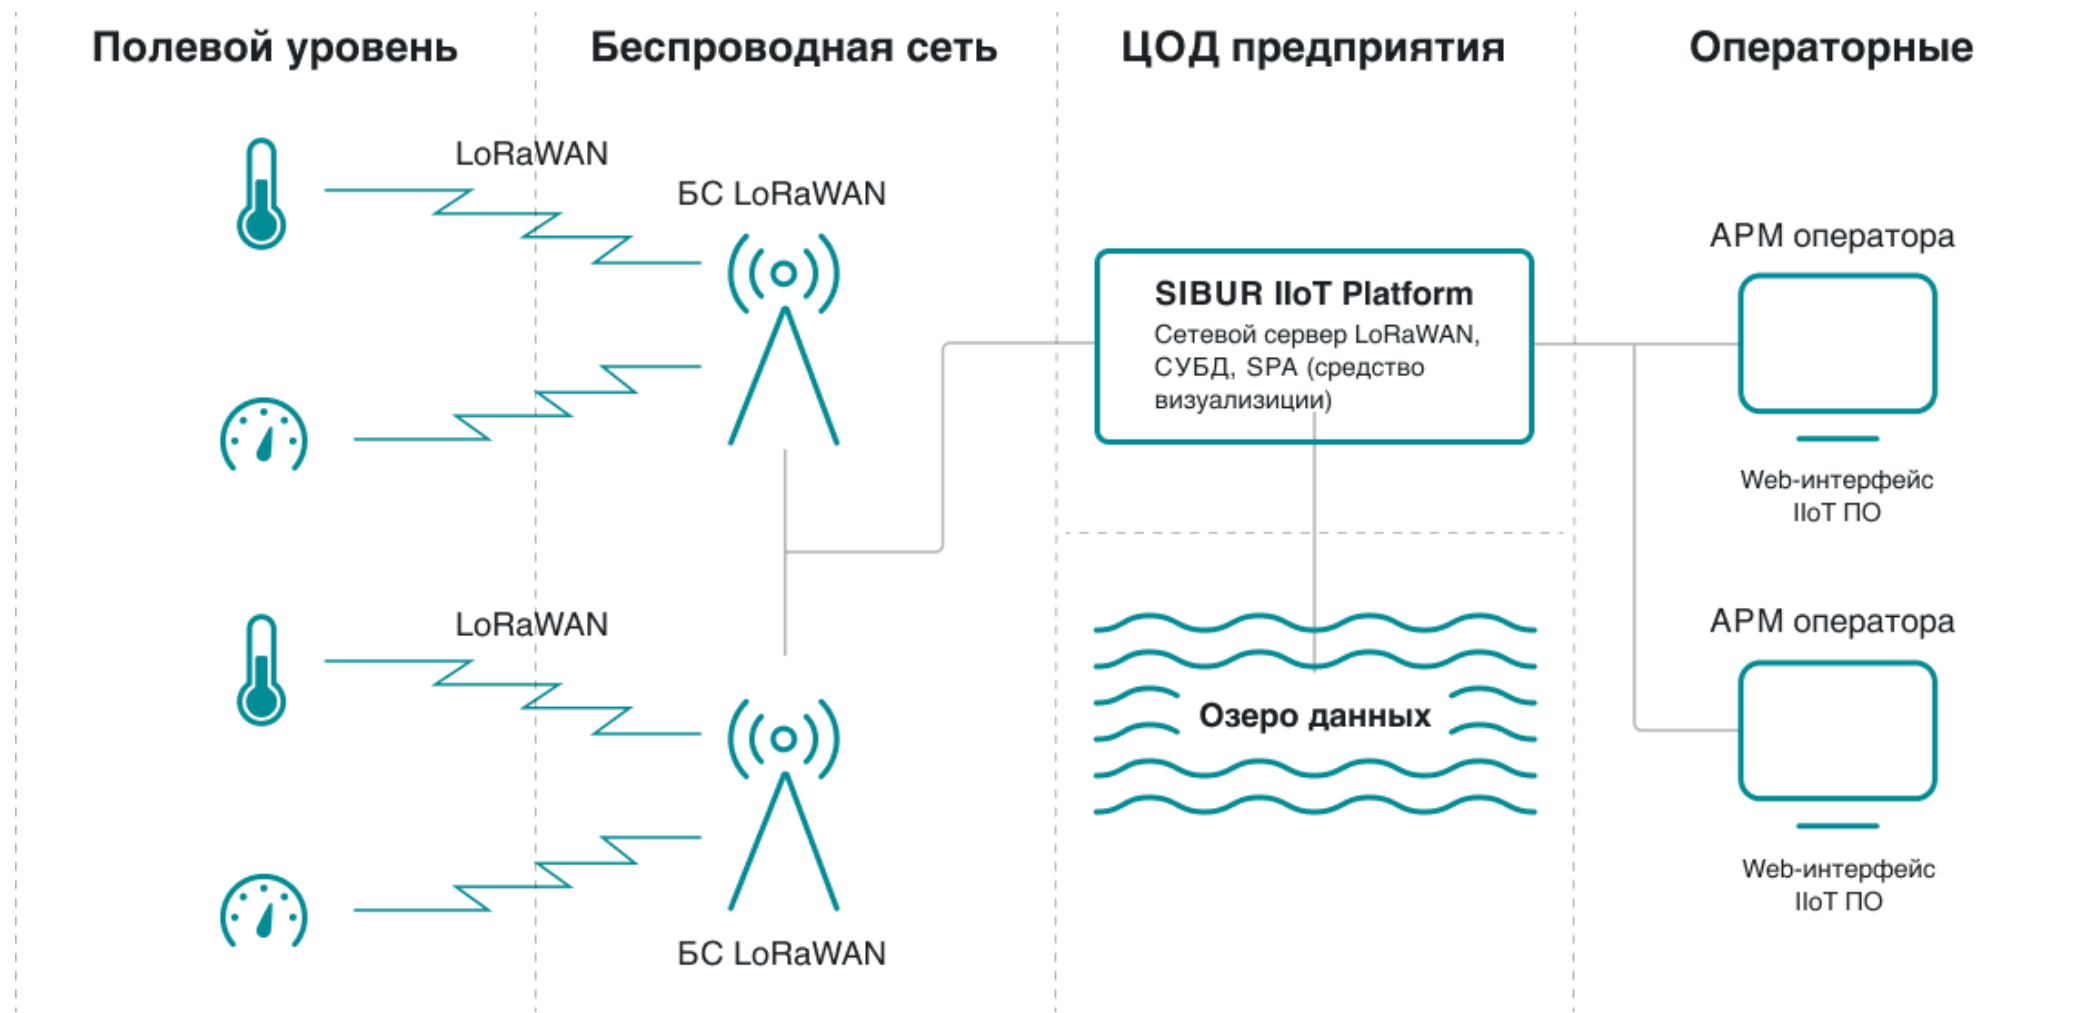 Полевой уровень
Беспроводная сеть
ЦОД предприятия
Операторные
LoRaWAN
БС LoRaWAN
SIBUR IIoT Platform
Сетевой сервер LoRaWAN,
СУБД, SPA (средство
визуализиции)
АРМ оператора
Web-интерфейс
IIoT ПО
LoRaWAN
БС LoRaWAN
Озеро данных
АРМ оператора
Web-интерфейс
IIoT ПО